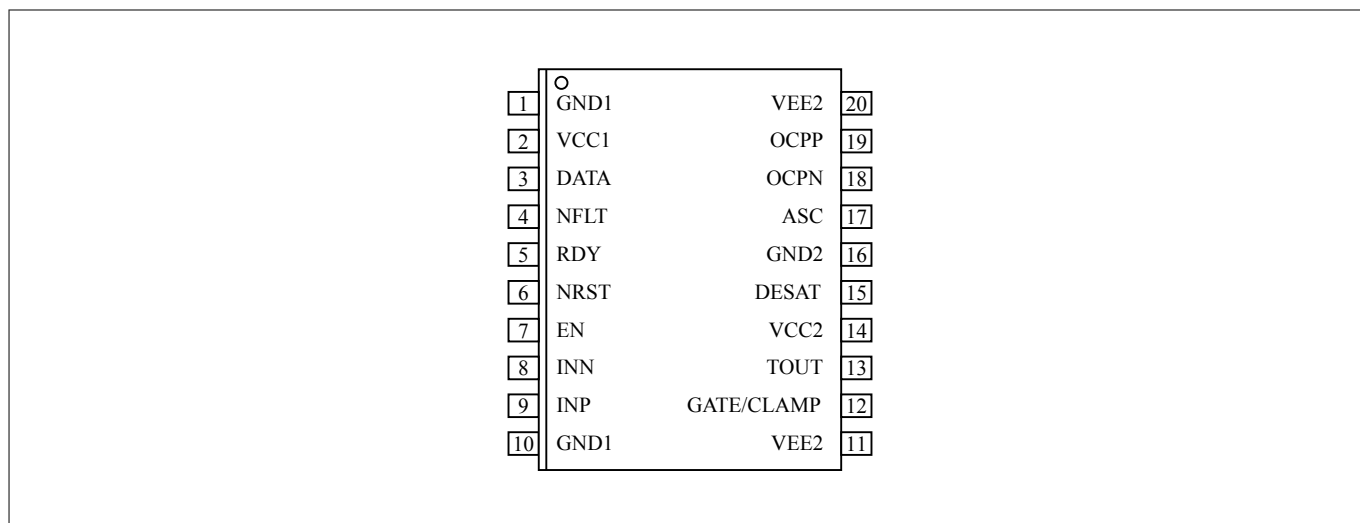 1 GND1 VEE2 20
2 VCC1 OCPP 19
3 DATA OCPN 18
4 NFLT ASC 17
5 RDY GND2 16
6 NRST DESAT 15
7 EN VCC2 14
8 INN TOUT 13
9 INP GATE/CLAMP 12
10 GND1 VEE2 11